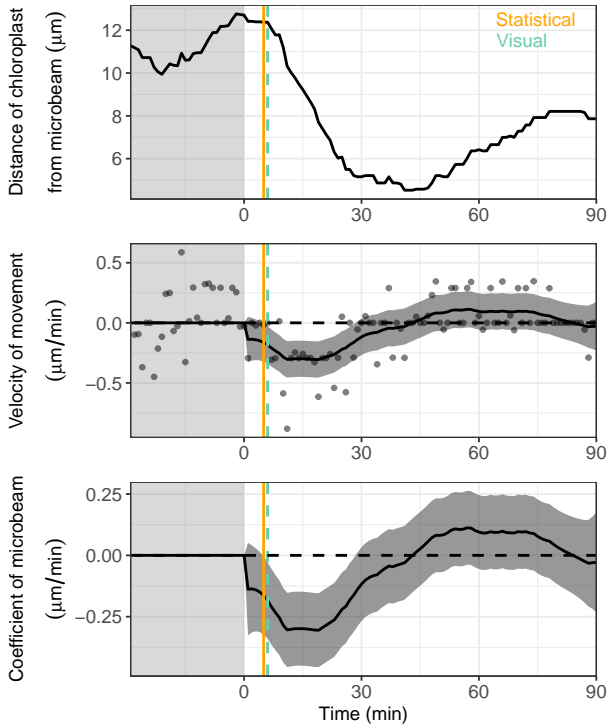 Distance of chloroplast
from microbeam (μm)
12
10
8
6
Statistical
Visual
0
30
60
90
Velocity of movement
(μm/min)
0.5
0.0
−0.5
0
30
60
90
Coefficient of microbeam
(μm/min)
0.25
0.00
−0.25
0
30
60
90
Time (min)